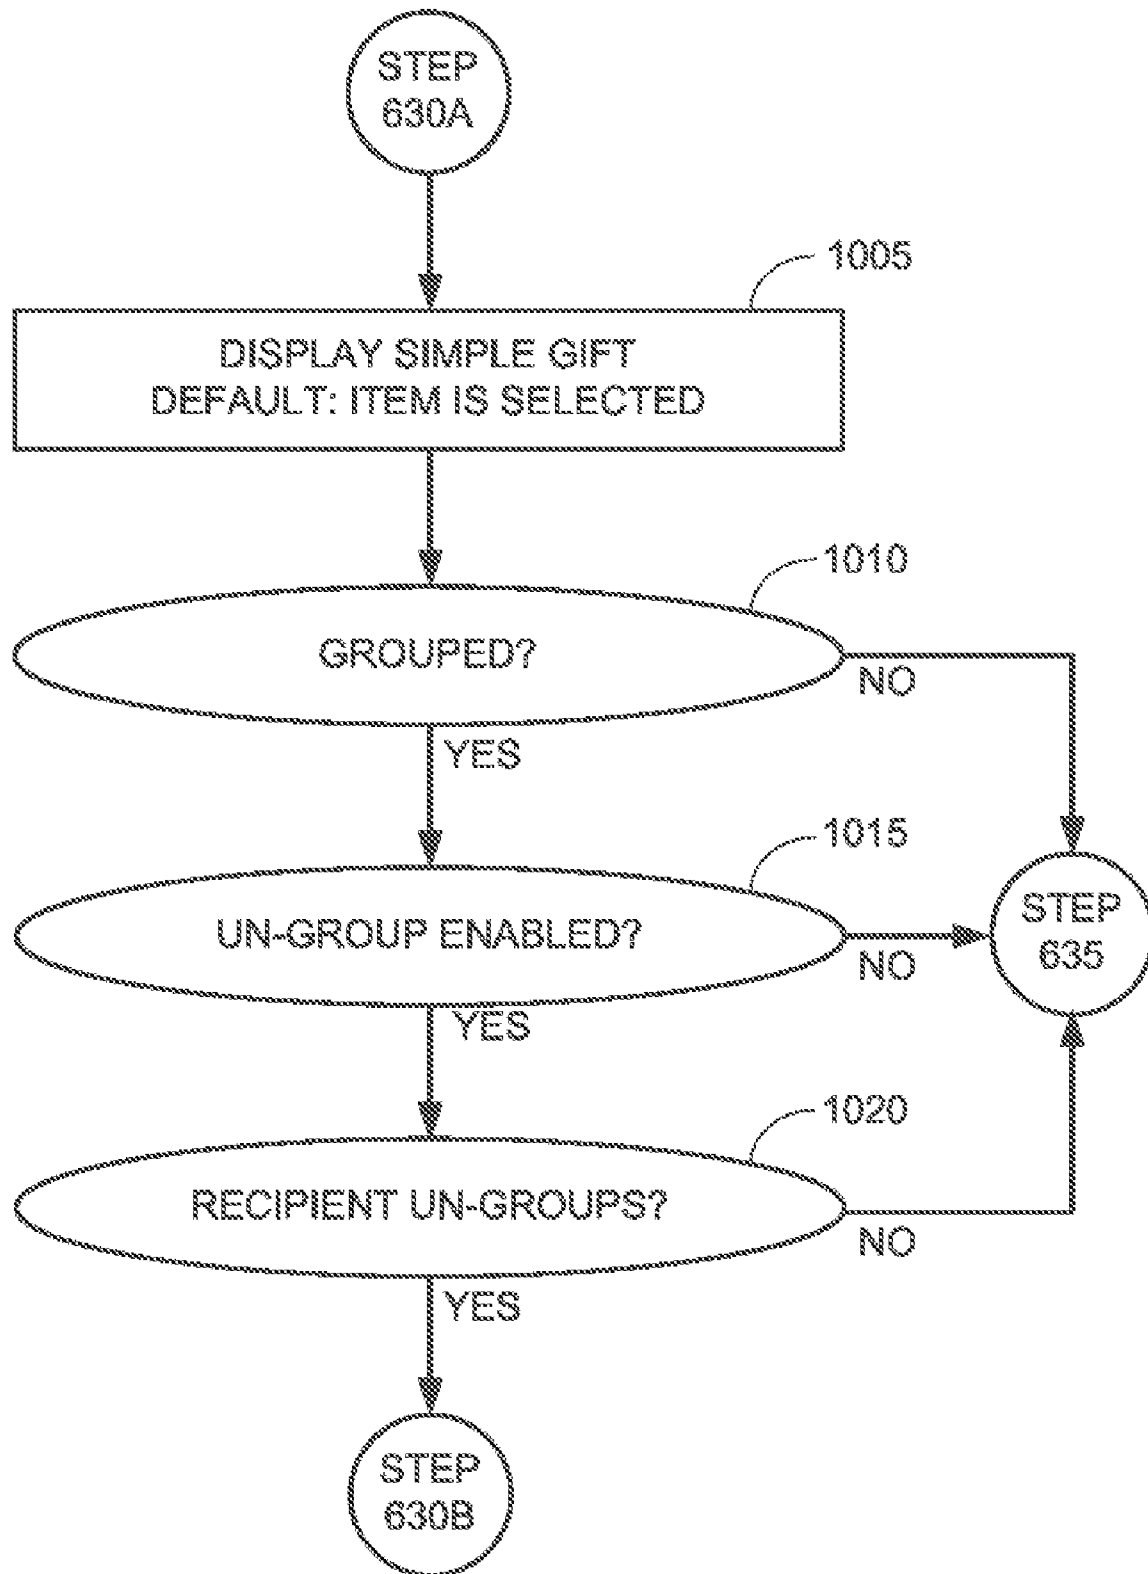 STEP
630A
1005
DISPLAY SIMPLE GIFT
DEFAULT: ITEM IS SELECTED
1010
GROUPED?
NO
YES
1015
UN-GROUP ENABLED?
STEP
635
NO
YES
1020
RECIPIENT UN-GROUPS?
NO
YES
STEP
630B